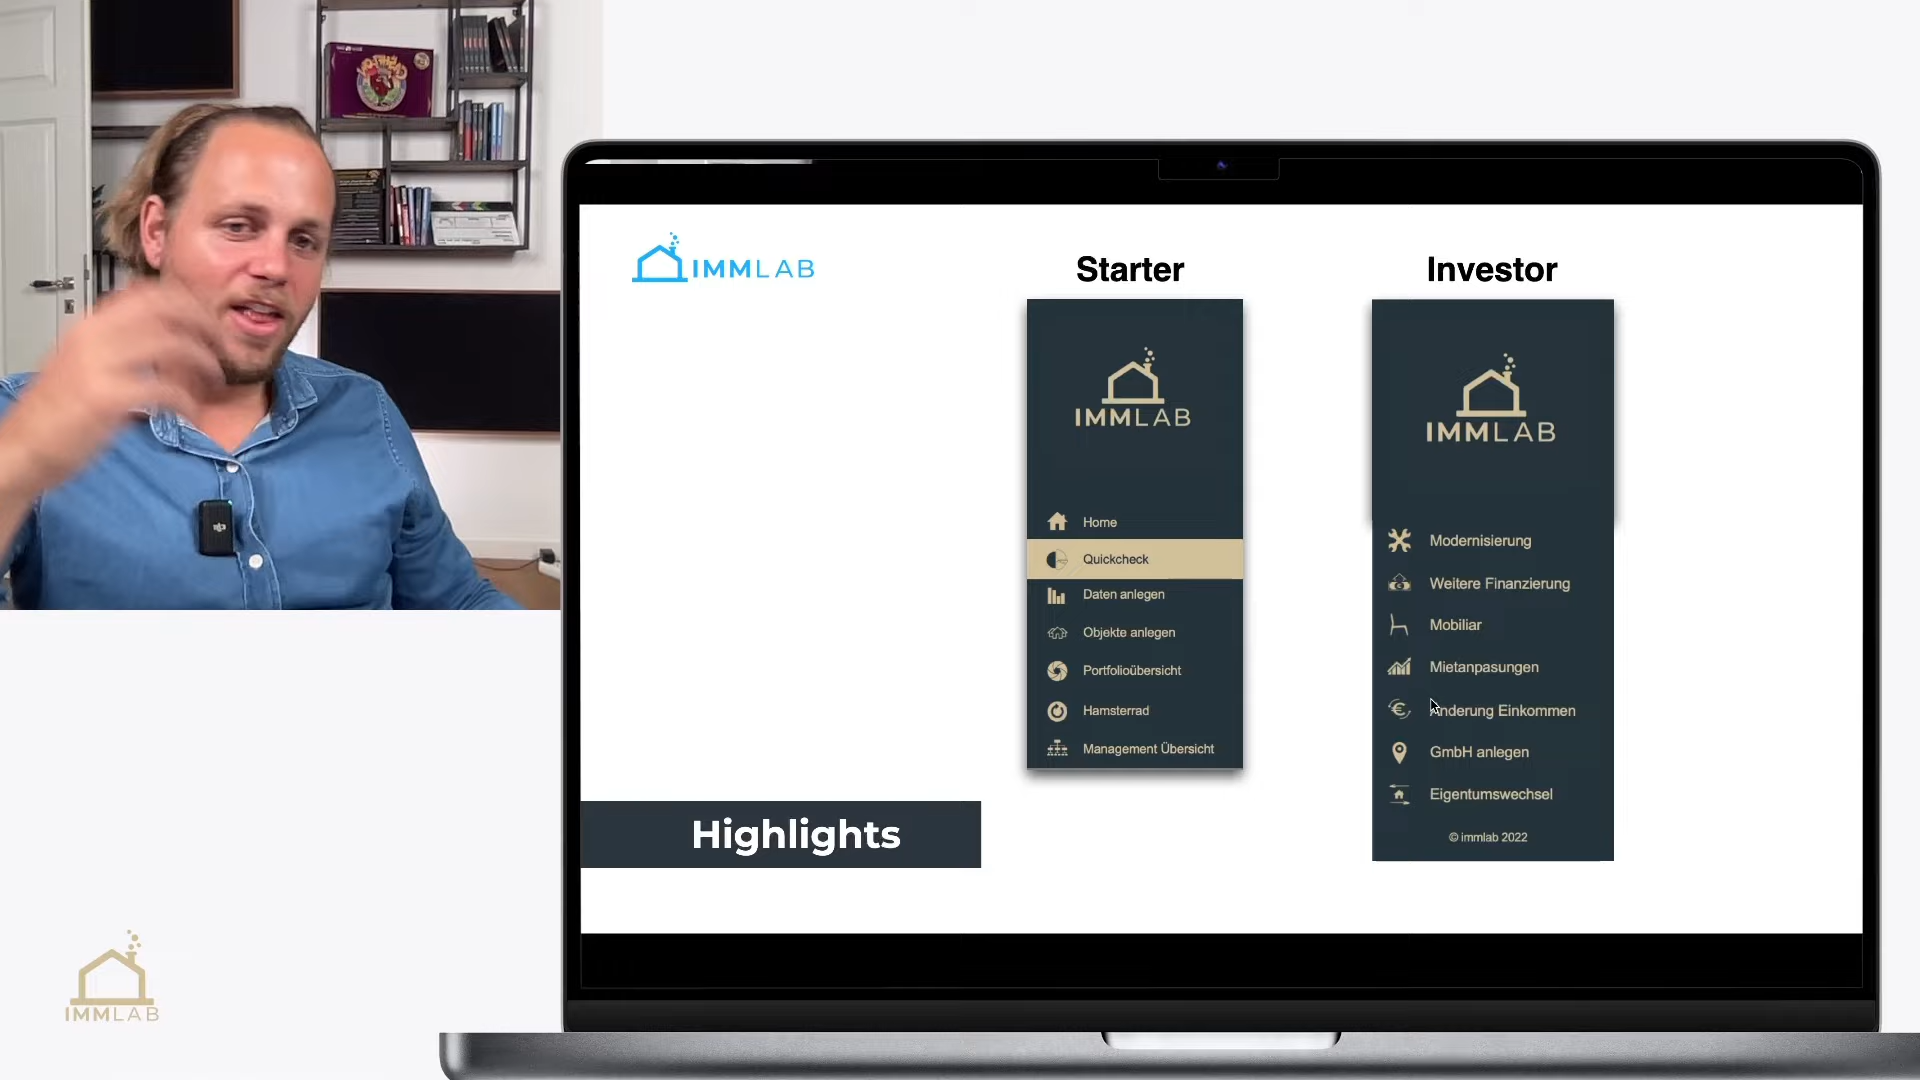 IMMLAB
Starter
IMMLAB
Home
Quickcheck
Daten anlegen
Objekte anlegen
Portfolioübersicht
Hamsterrad
Management Übersicht
Investor
IMMLAB
Modernisierung
Weitere Finanzierung
Mobiliar
Mietanpasungen
Änderung Einkommen
GmbH anlegen
Eigentumswechsel
© immlab 2022
Highlights
IMMLAB